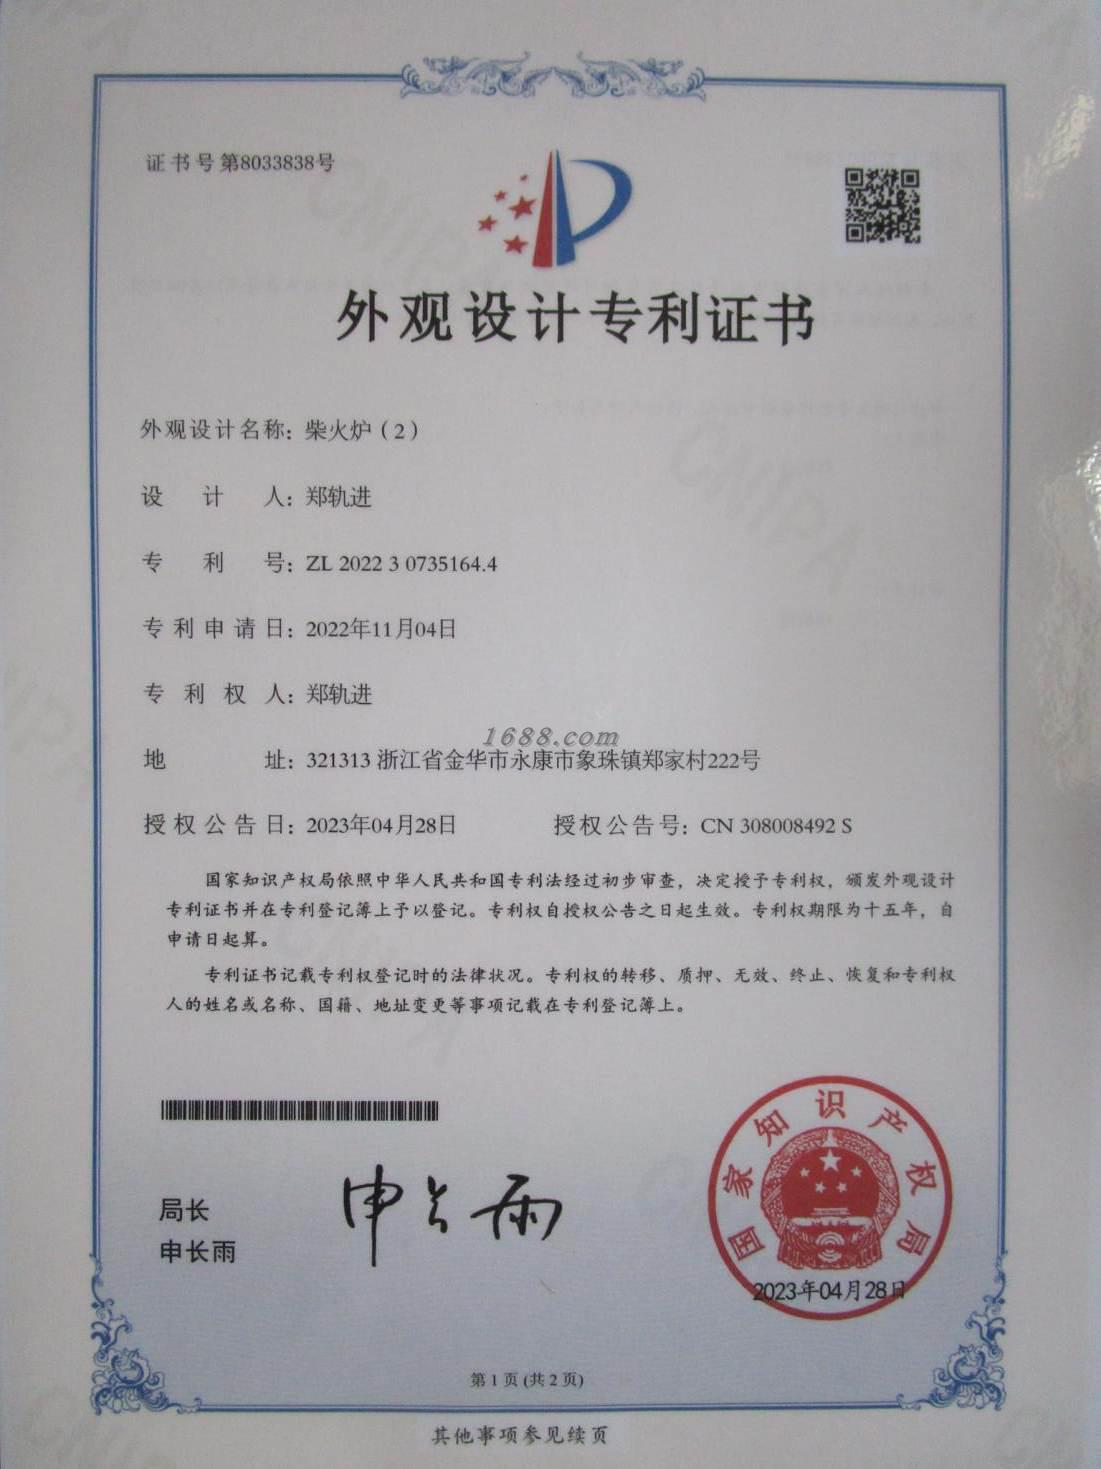 证书号第8033838号
外观设计专利证书
外观设计名称：柴火炉（2）
设计人：郑轨进
专利号：ZL 2022 3 0735164.4
专利申请日：2022年11月04日
专利权人：郑轨进
1688.com
地址：321313 浙江省金华市永康市象珠镇郑家村222号
授权公告日：2023年04月28日 授权公告号：CN 308008492 S
国家知识产权局依照中华人民共和国专利法经过初步审查，决定授予专利权，颁发外观设计
专利证书并在专利登记簿上予以登记。专利权自授权公告之日起生效。专利权期限为十五年，自
申请日起算。
专利证书记载专利权登记时的法律状况。专利权的转移、质押、无效、终止、恢复和专利权
人的姓名或名称、国籍、地址变更等事项记载在专利登记簿上。
局长
申长雨
申长雨
国家知识产权局
2023年04月28日
第 1 页 (共 2 页)
其他事项参见续页
CNIPA
CNIPA